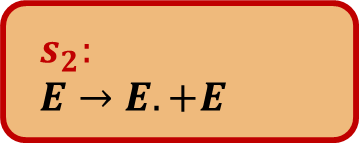 s₂:
E → E. +E